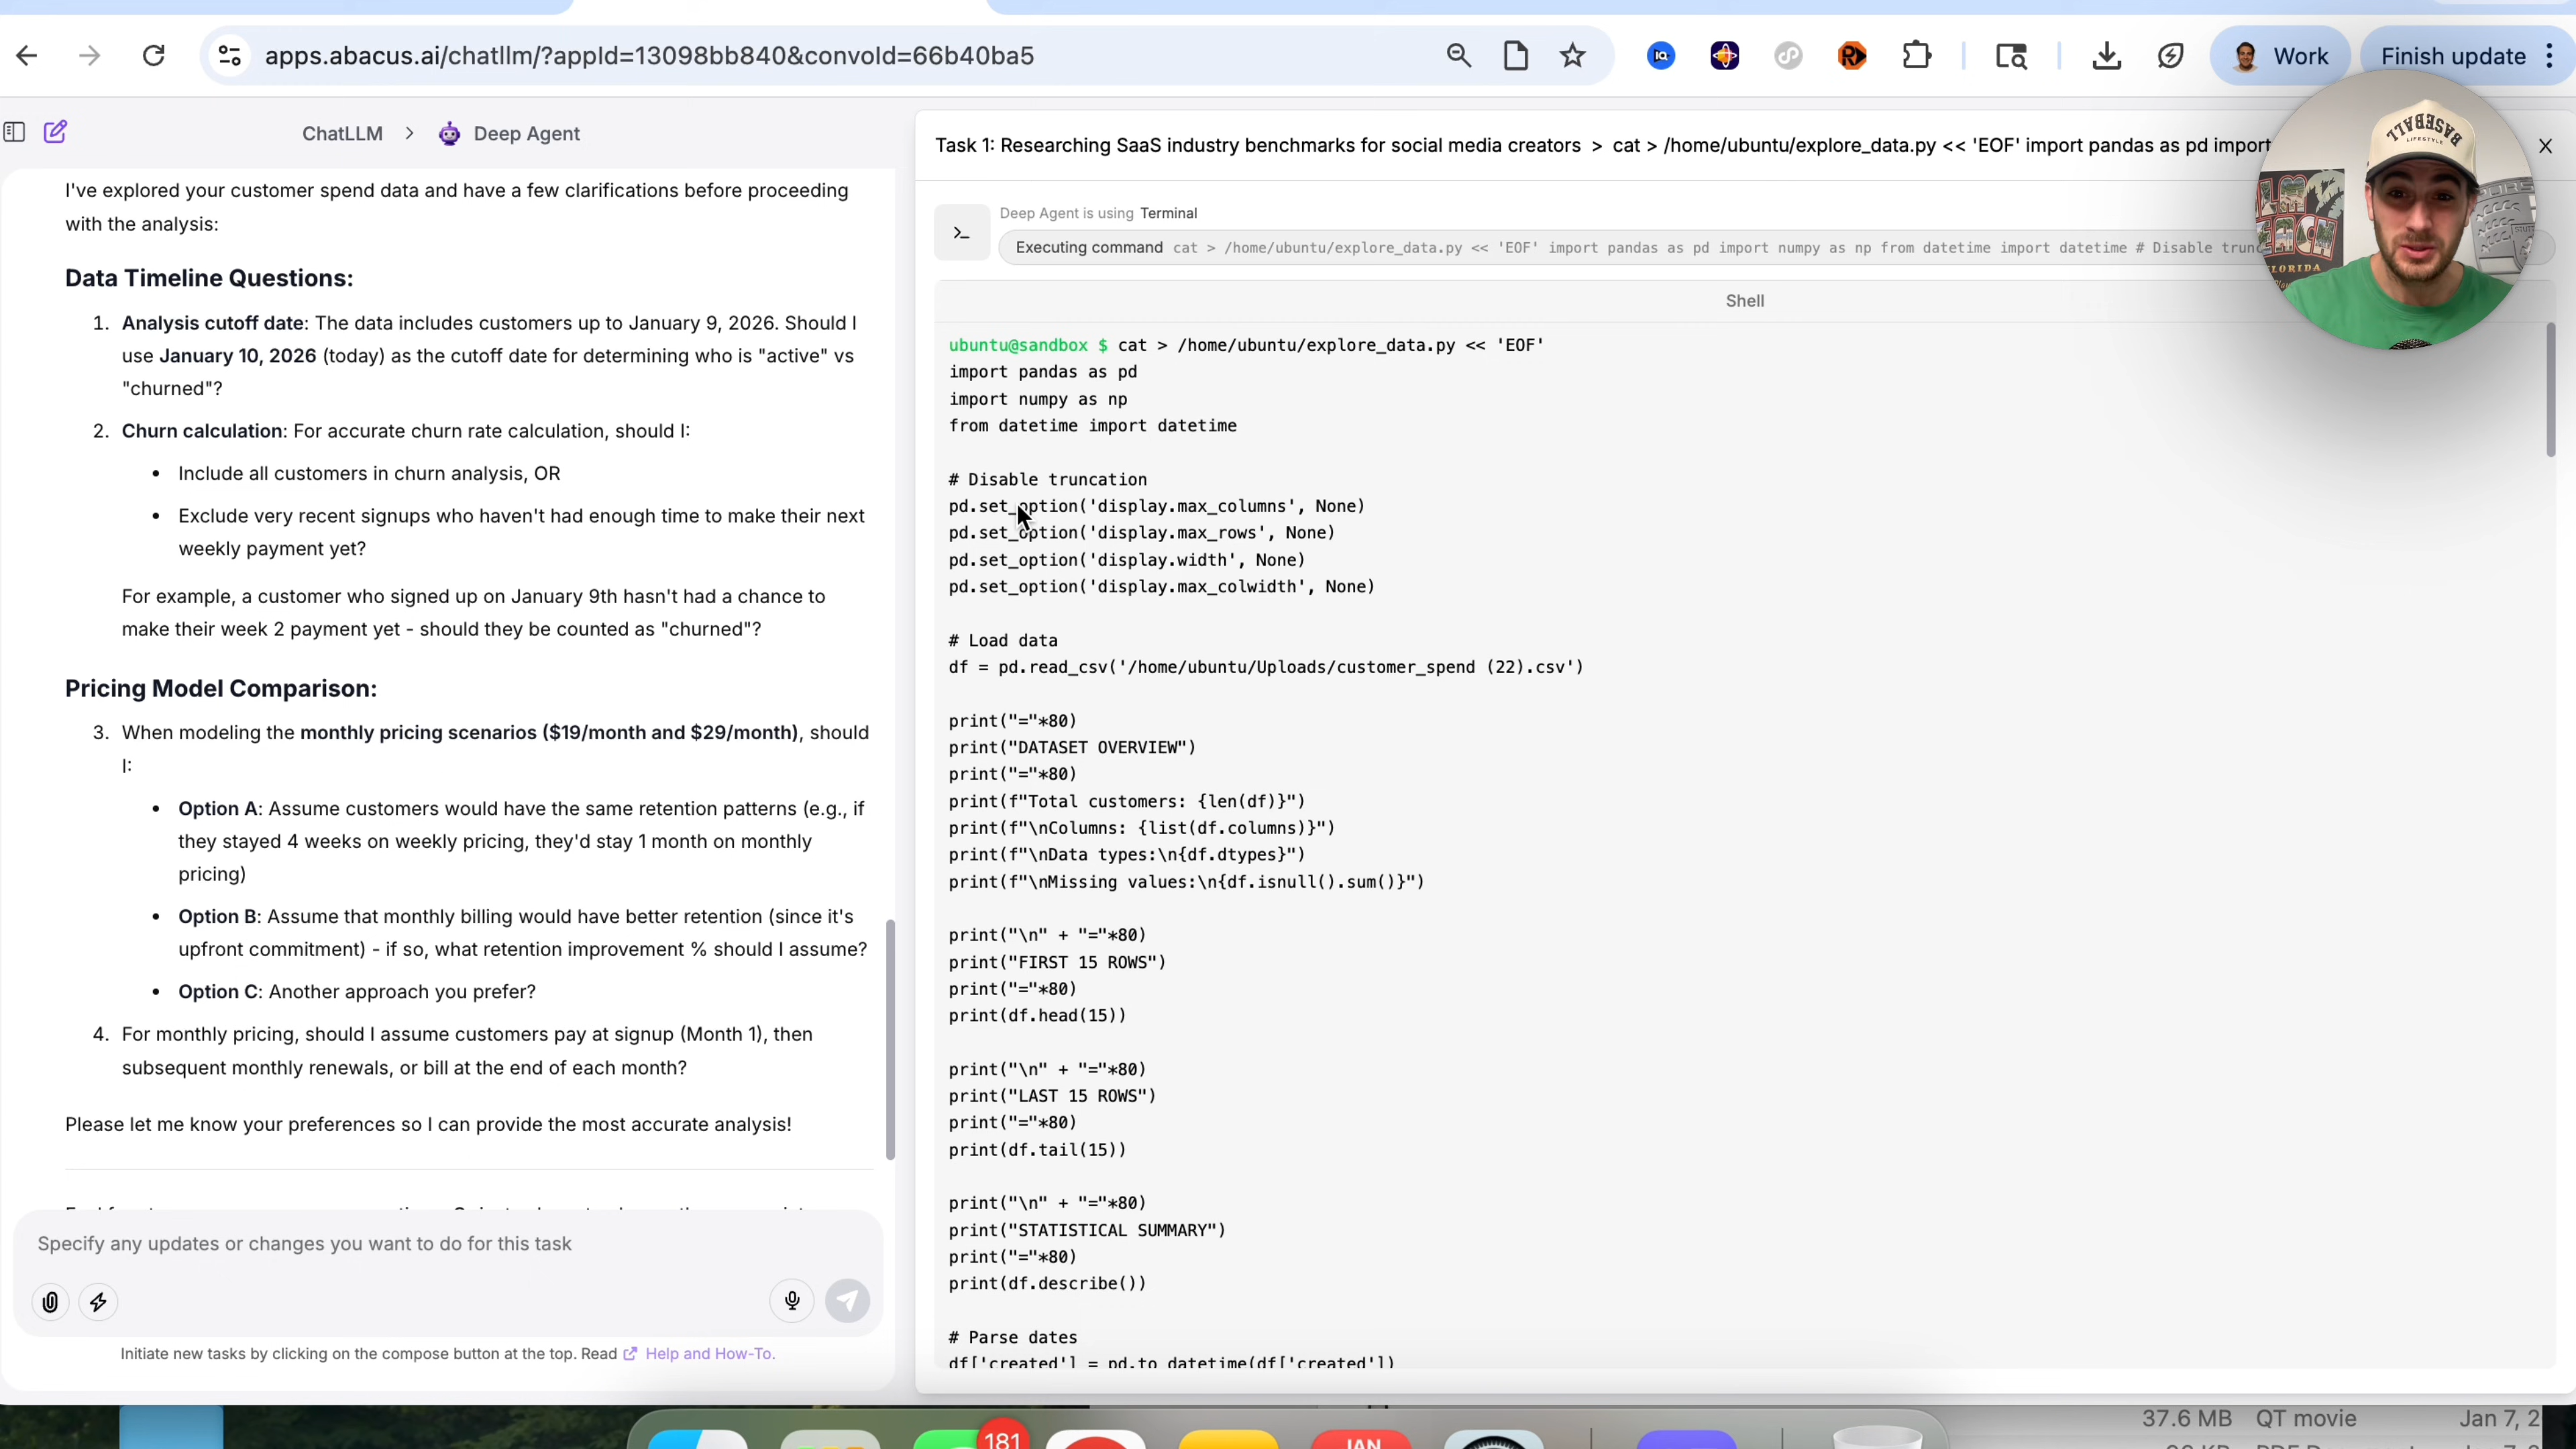 apps.abacus.ai/chatllm/?appId=13098bb840&convoId=66b40ba5
Work
Finish update
ChatLLM > Deep Agent
I've explored your customer spend data and have a few clarifications before proceeding
with the analysis:
Data Timeline Questions:
1. Analysis cutoff date: The data includes customers up to January 9, 2026. Should I
use January 10, 2026 (today) as the cutoff date for determining who is "active" vs
"churned"?
2. Churn calculation: For accurate churn rate calculation, should I:
• Include all customers in churn analysis, OR
• Exclude very recent signups who haven't had enough time to make their next
weekly payment yet?
For example, a customer who signed up on January 9th hasn't had a chance to
make their week 2 payment yet - should they be counted as "churned"?
Pricing Model Comparison:
3. When modeling the monthly pricing scenarios ($19/month and $29/month), should
I:
• Option A: Assume customers would have the same retention patterns (e.g., if
they stayed 4 weeks on weekly pricing, they'd stay 1 month on monthly
pricing)
• Option B: Assume that monthly billing would have better retention (since it's
upfront commitment) - if so, what retention improvement % should I assume?
• Option C: Another approach you prefer?
4. For monthly pricing, should I assume customers pay at signup (Month 1), then
subsequent monthly renewals, or bill at the end of each month?
Please let me know your preferences so I can provide the most accurate analysis!
Specify any updates or changes you want to do for this task
Initiate new tasks by clicking on the compose button at the top. Read Help and How-To.
Task 1: Researching SaaS industry benchmarks for social media creators > cat > /home/ubuntu/explore_data.py << 'EOF' import pandas as pd import
Deep Agent is using Terminal
Executing command cat > /home/ubuntu/explore_data.py << 'EOF' import pandas as pd import numpy as np from datetime import datetime # Disable trunc
Shell
ubuntu@sandbox $ cat > /home/ubuntu/explore_data.py << 'EOF'
import pandas as pd
import numpy as np
from datetime import datetime
# Disable truncation
pd.set_option('display.max_columns', None)
pd.set_option('display.max_rows', None)
pd.set_option('display.width', None)
pd.set_option('display.max_colwidth', None)
# Load data
df = pd.read_csv('/home/ubuntu/Uploads/customer_spend (22).csv')
print("="*80)
print("DATASET OVERVIEW")
print("="*80)
print(f"Total customers: {len(df)}")
print(f"\nColumns: {list(df.columns)}")
print(f"\nData types:\n{df.dtypes}")
print(f"\nMissing values:\n{df.isnull().sum()}")
print("\n" + "="*80)
print("FIRST 15 ROWS")
print("="*80)
print(df.head(15))
print("\n" + "="*80)
print("LAST 15 ROWS")
print("="*80)
print(df.tail(15))
print("\n" + "="*80)
print("STATISTICAL SUMMARY")
print("="*80)
print(df.describe())
# Parse dates
df['created'] = pd.to_datetime(df['created'])
BASEBALL
LIFESTYLE
FLORIDA
181
JAN
37.6 MB QT movie Jan 7, 2